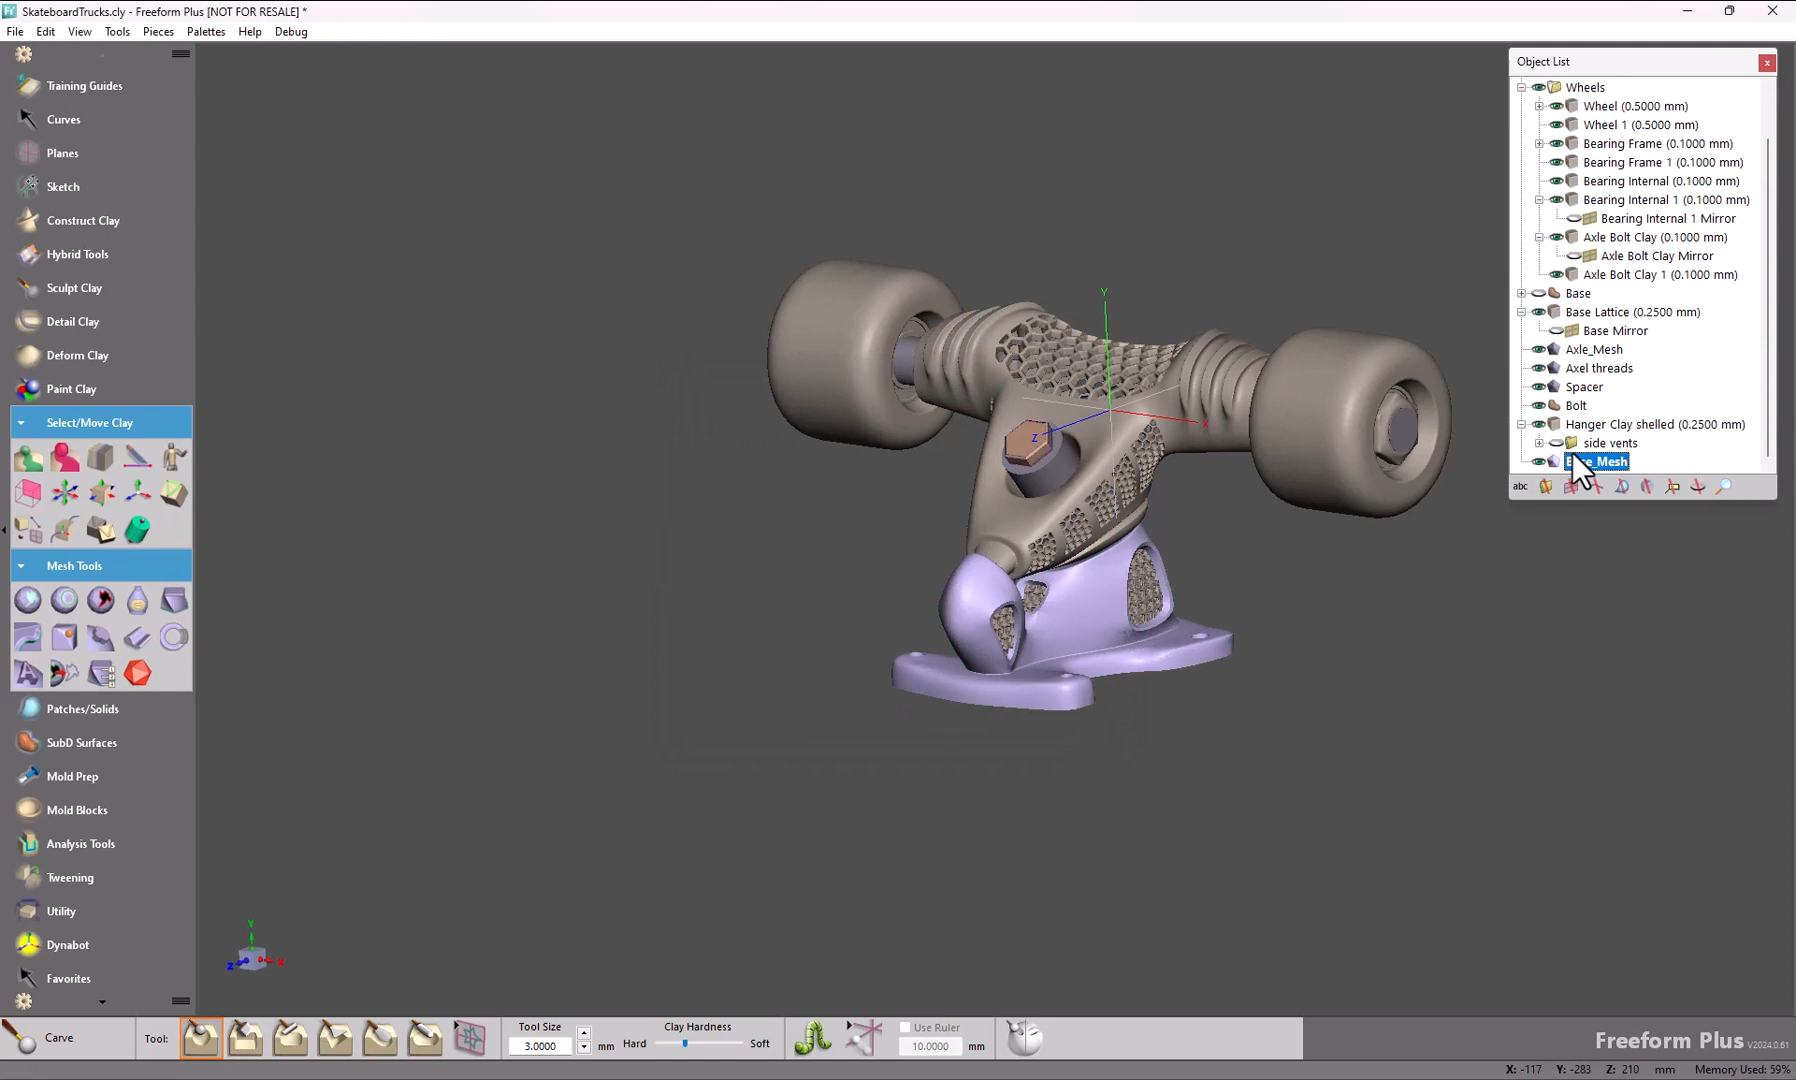 SkateboardTrucks.cly - Freeform Plus [NOT FOR RESALE] *
File Edit View Tools Pieces Palettes Help Debug
Training Guides
Curves
Planes
Sketch
Construct Clay
Hybrid Tools
Sculpt Clay
Detail Clay
Deform Clay
Paint Clay
Select/Move Clay
Mesh Tools
Patches/Solids
SubD Surfaces
Mold Prep
Mold Blocks
Analysis Tools
Tweening
Utility
Dynabot
Favorites
Y
Z
X
Y
Z
X
Object List
x
Wheels
Wheel (0.5000 mm)
Wheel 1 (0.5000 mm)
Bearing Frame (0.1000 mm)
Bearing Frame 1 (0.1000 mm)
Bearing Internal (0.1000 mm)
Bearing Internal 1 (0.1000 mm)
Bearing Internal 1 Mirror
Axle Bolt Clay (0.1000 mm)
Axle Bolt Clay Mirror
Axle Bolt Clay 1 (0.1000 mm)
Base
Base Lattice (0.2500 mm)
Base Mirror
Axle_Mesh
Axel threads
Spacer
Bolt
Hanger Clay shelled (0.2500 mm)
side vents
abc
Carve
Tool:
Tool Size
3.0000 mm
Clay Hardness
Hard Soft
Use Ruler
10.0000 mm
Freeform Plus V2024.0.61
X: -117 Y: -283 Z: 210 mm Memory Used: 59%